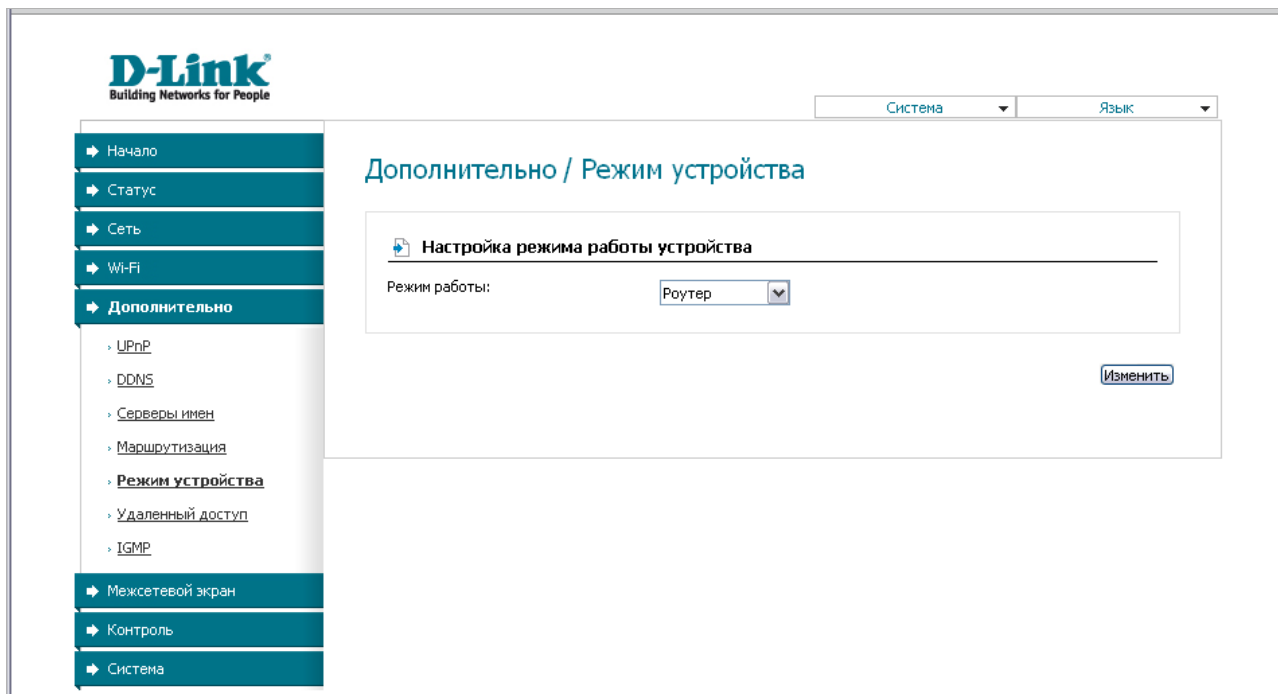 D-Link
Building Networks for People
Система
Язык
Начало
Статус
Сеть
Wi-Fi
Дополнительно
UPnP
DDNS
Серверы имен
Маршрутизация
Режим устройства
Удаленный доступ
IGMP
Межсетевой экран
Контроль
Система
Дополнительно / Режим устройства
Настройка режима работы устройства
Режим работы:
Роутер
Изменить